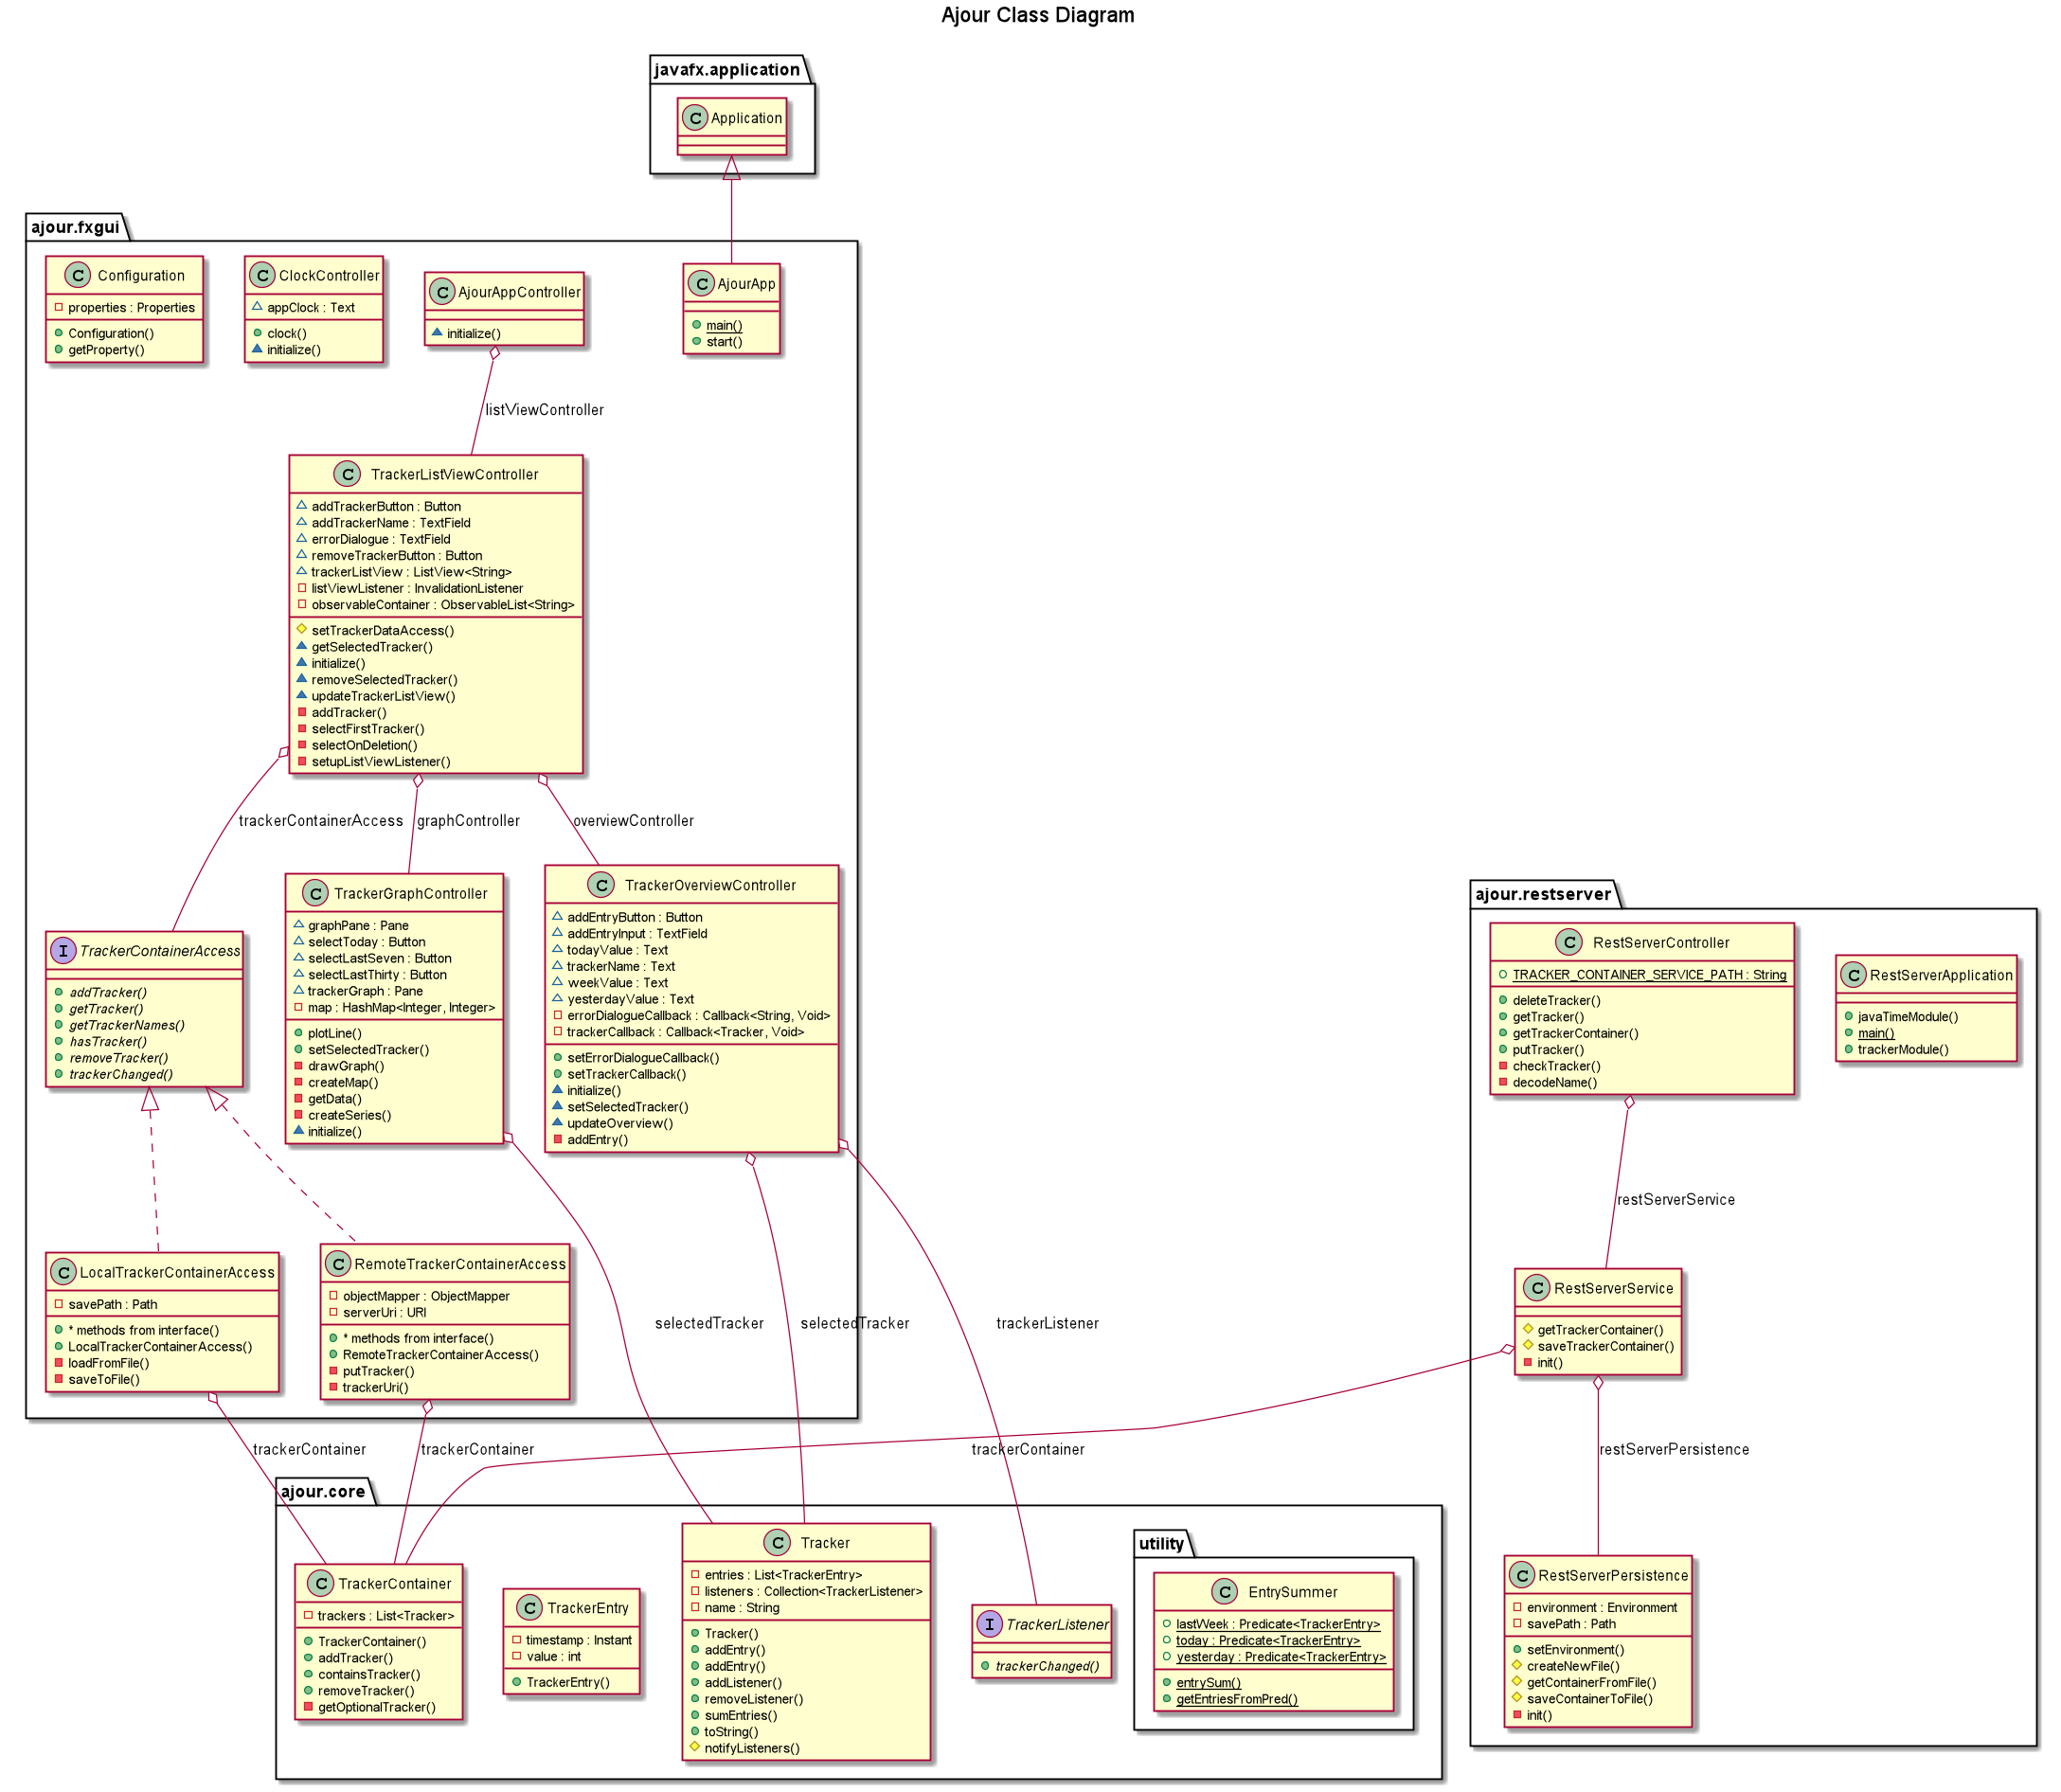 Ajour Class Diagram
javafx.application
C Application
ajour.fxgui
C Configuration
properties : Properties
Configuration()
getProperty()
C ClockController
appClock : Text
clock()
initialize()
C AjourAppController
initialize()
C AjourApp
main()
start()
listViewController
C TrackerListViewController
addTrackerButton : Button
addTrackerName : TextField
errorDialogue : TextField
removeTrackerButton : Button
trackerListView : ListView<String>
listViewListener : InvalidationListener
observableContainer : ObservableList<String>
setTrackerDataAccess()
getSelectedTracker()
initialize()
removeSelectedTracker()
updateTrackerListView()
addTracker()
selectFirstTracker()
selectOnDeletion()
setupListViewListener()
trackerContainerAccess
graphController
overviewController
I TrackerContainerAccess
addTracker()
getTracker()
getTrackerNames()
hasTracker()
removeTracker()
trackerChanged()
C TrackerGraphController
graphPane : Pane
selectToday : Button
selectLastSeven : Button
selectLastThirty : Button
trackerGraph : Pane
map : HashMap<Integer, Integer>
plotLine()
setSelectedTracker()
drawGraph()
createMap()
getData()
createSeries()
initialize()
C TrackerOverviewController
addEntryButton : Button
addEntryInput : TextField
todayValue : Text
trackerName : Text
weekValue : Text
yesterdayValue : Text
errorDialogueCallback : Callback<String, Void>
trackerCallback : Callback<Tracker, Void>
setErrorDialogueCallback()
setTrackerCallback()
initialize()
setSelectedTracker()
updateOverview()
addEntry()
ajour.restserver
C RestServerController
TRACKER_CONTAINER_SERVICE_PATH : String
deleteTracker()
getTracker()
getTrackerContainer()
putTracker()
checkTracker()
decodeName()
C RestServerApplication
javaTimeModule()
main()
trackerModule()
restServerService
C LocalTrackerContainerAccess
savePath : Path
* methods from interface()
LocalTrackerContainerAccess()
loadFromFile()
saveToFile()
C RemoteTrackerContainerAccess
objectMapper : ObjectMapper
serverUri : URI
* methods from interface()
RemoteTrackerContainerAccess()
putTracker()
trackerUri()
selectedTracker
selectedTracker
trackerListener
C RestServerService
getTrackerContainer()
saveTrackerContainer()
init()
trackerContainer
trackerContainer
trackerContainer
restServerPersistence
ajour.core
C TrackerContainer
trackers : List<Tracker>
TrackerContainer()
addTracker()
containsTracker()
removeTracker()
getOptionalTracker()
C TrackerEntry
timestamp : Instant
value : int
TrackerEntry()
C Tracker
entries : List<TrackerEntry>
listeners : Collection<TrackerListener>
name : String
Tracker()
addEntry()
addEntry()
addListener()
removeListener()
sumEntries()
toString()
notifyListeners()
I TrackerListener
trackerChanged()
utility
C EntrySummer
lastWeek : Predicate<TrackerEntry>
today : Predicate<TrackerEntry>
yesterday : Predicate<TrackerEntry>
entrySum()
getEntriesFromPred()
C RestServerPersistence
environment : Environment
savePath : Path
setEnvironment()
createNewFile()
getContainerFromFile()
saveContainerToFile()
init()